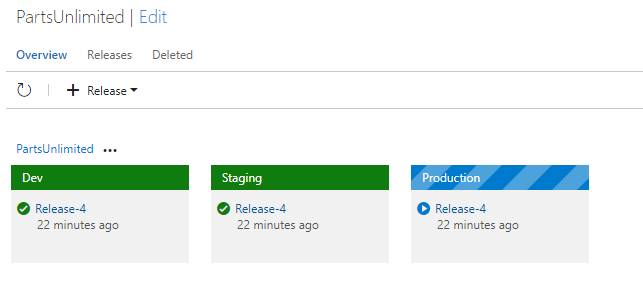 PartsUnlimited | Edit
Overview Releases Deleted
+ Release
PartsUnlimited ...
Dev Staging Production
Release-4 Release-4 Release-4
22 minutes ago 22 minutes ago 22 minutes ago